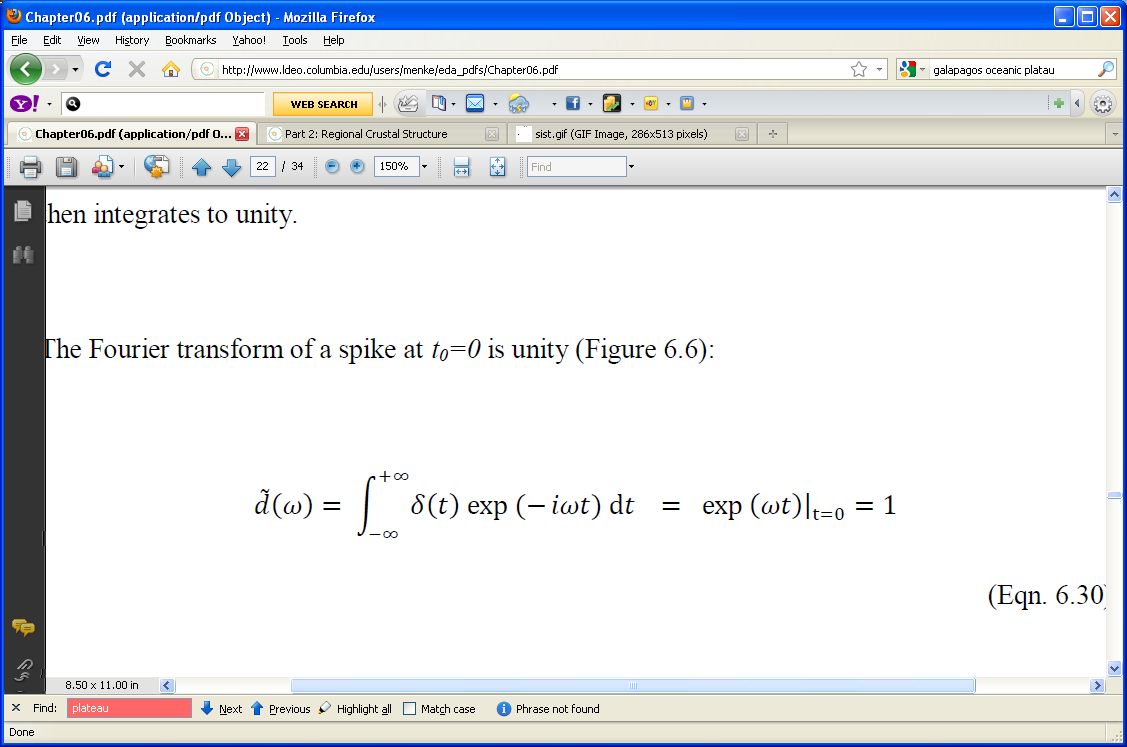 Chapter06.pdf (application/pdf Object) - Mozilla Firefox
File Edit View History Bookmarks Yahoo! Tools Help
http://www.ldeo.columbia.edu/users/menke/eda_pdfs/Chapter06.pdf galapagos oceanic platau
Y! WEB SEARCH
Chapter06.pdf (application/pdf O... Part 2: Regional Crustal Structure sist.gif (GIF Image, 286x513 pixels)
22 / 34 150% Find
hen integrates to unity.
The Fourier transform of a spike at t₀=0 is unity (Figure 6.6):
d̃(ω) = ∫₋∞⁺∞ δ(t) exp (− iωt) dt = exp (ωt)|ₜ₌₀ = 1
(Eqn. 6.30)
8.50 x 11.00 in
Find: plateau Next Previous Highlight all Match case Phrase not found
Done